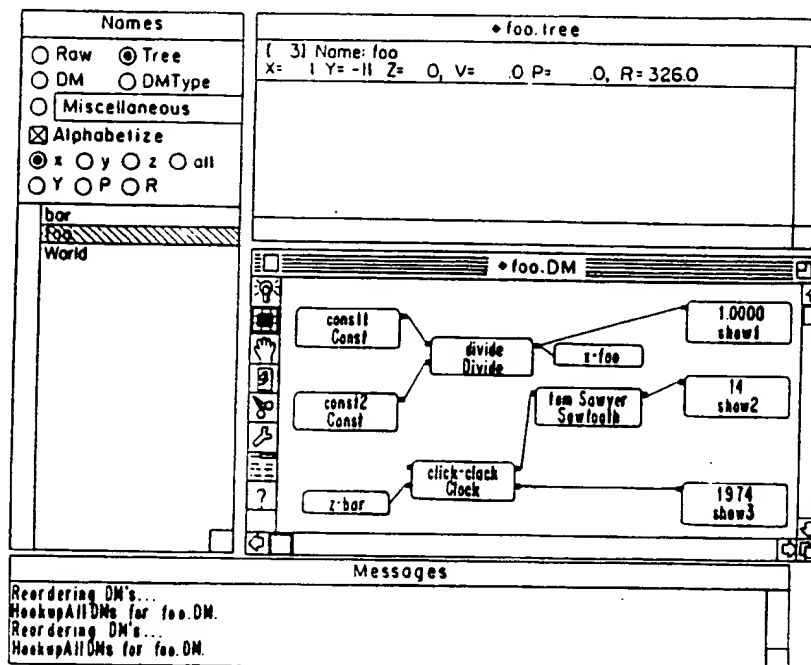 Names
Raw Tree
DM DMType
Miscellaneous
Alphabetize
x y z all
Y P R
bar
Foo
World
foo.tree
[ 3] Name: foo
X= 1 Y= -11 Z= 0, V= .0 P= .0, R= 326.0
foo.DM
const1
Const
const2
Const
divide
Divide
x-foo
1.0000
show1
tom Sawyer
Sawtooth
14
show2
click-clack
Clock
z-bar
1974
show3
?
Messages
Reordering DM's...
HookupAllDMs for foo.DM.
Reordering DM's...
HookupAllDMs for foo.DM.